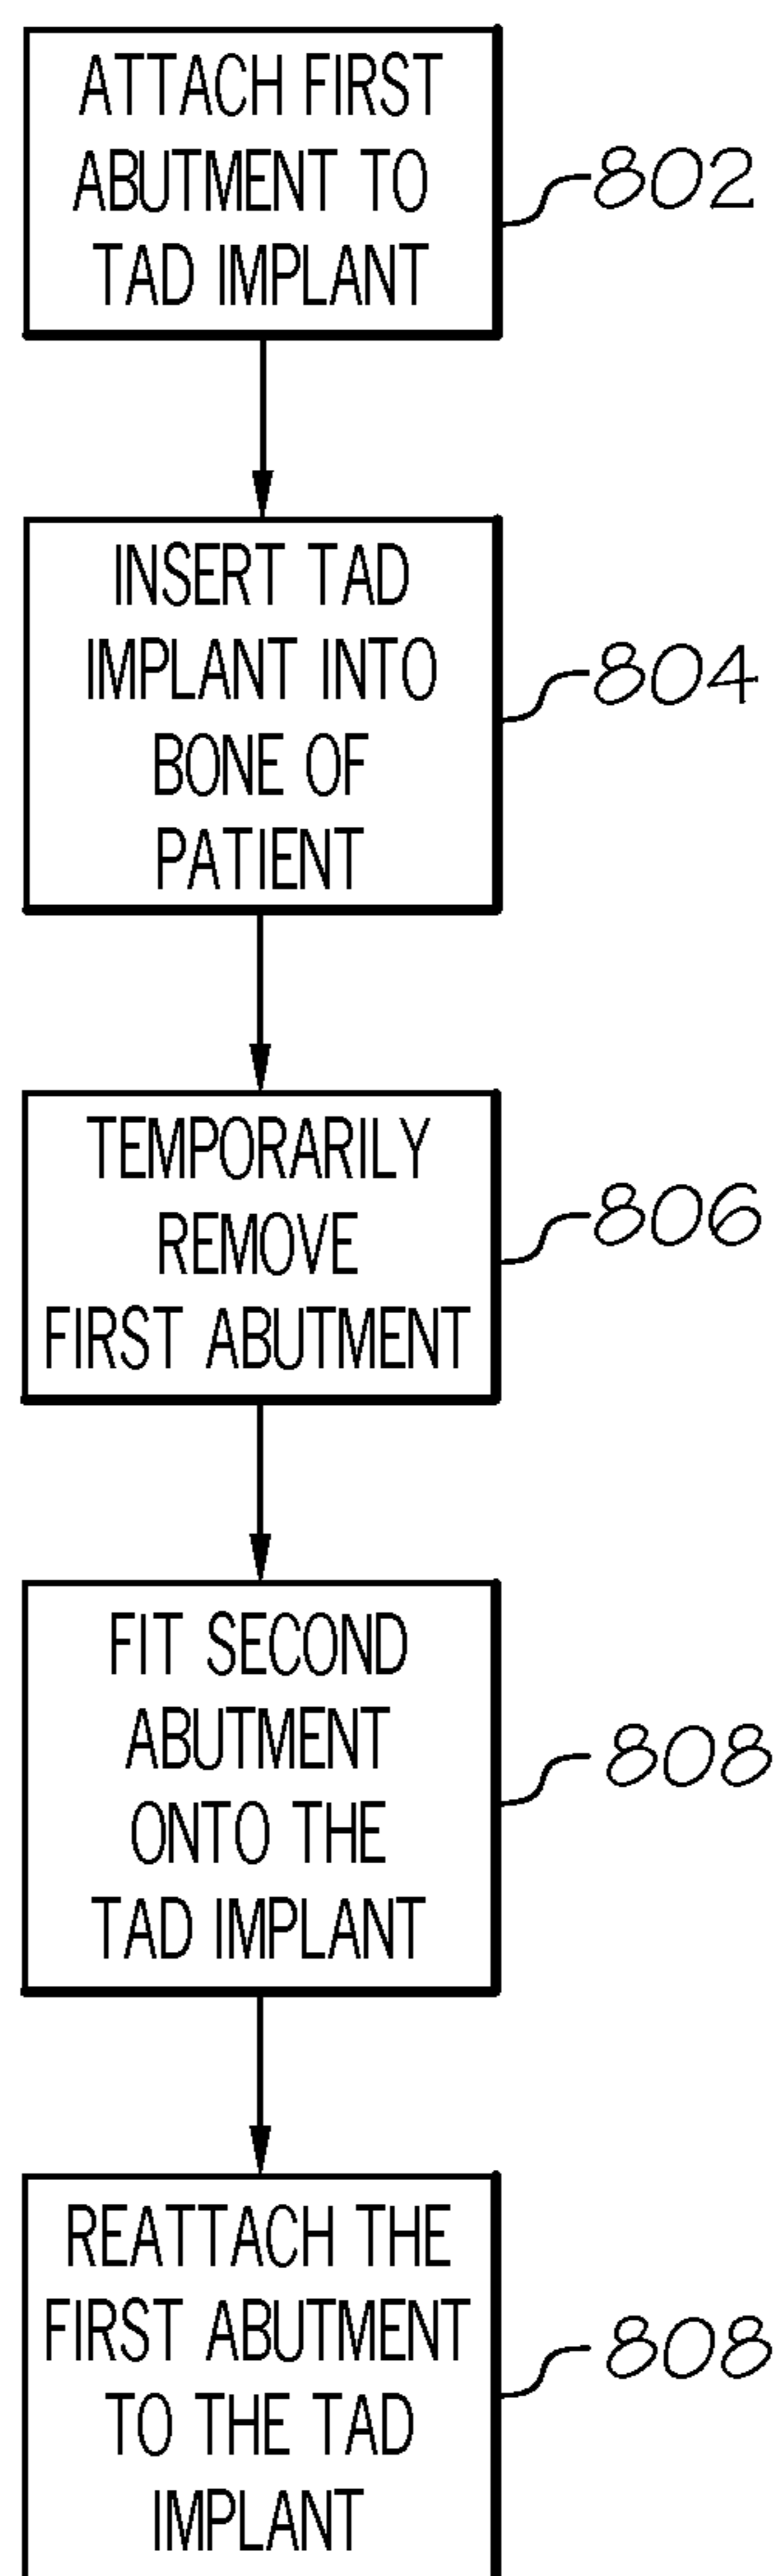 ATTACH FIRST
ABUTMENT TO
TAD IMPLANT
802
INSERT TAD
IMPLANT INTO
BONE OF
PATIENT
804
TEMPORARILY
REMOVE
FIRST ABUTMENT
806
FIT SECOND
ABUTMENT
ONTO THE
TAD IMPLANT
808
REATTACH THE
FIRST ABUTMENT
TO THE TAD
IMPLANT
808